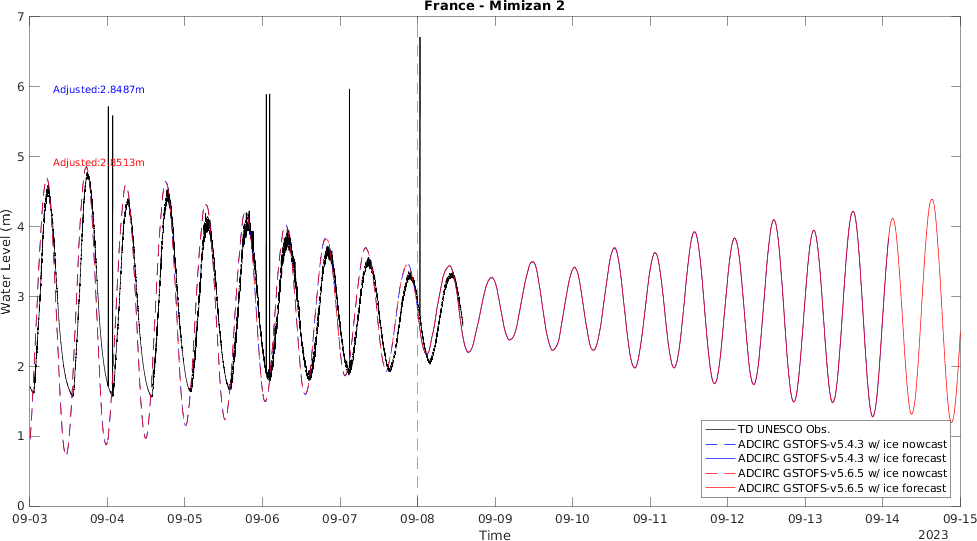 France - Mimizan 2
7
6
5
4
3
2
1
0
Water Level (m)
Adjusted:2.8487m
Adjusted:2.8513m
TD UNESCO Obs.
ADCIRC GSTOFS-v5.4.3 w/ ice nowcast
ADCIRC GSTOFS-v5.4.3 w/ ice forecast
ADCIRC GSTOFS-v5.6.5 w/ ice nowcast
ADCIRC GSTOFS-v5.6.5 w/ ice forecast
09-03 09-04 09-05 09-06 09-07 09-08 09-09 09-10 09-11 09-12 09-13 09-14 09-15
Time
2023